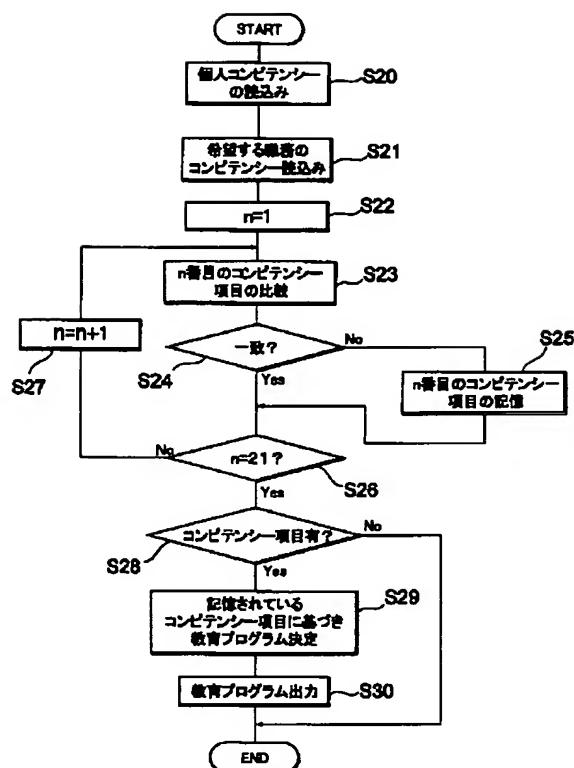 START
個人コンピテンシー
の読込み
S20
希望する職務の
コンピテンシー読込み
S21
n=1
S22
n番目のコンピテンシー
項目の比較
S23
n=n+1
S27
一致?
S24
No
Yes
S25
n番目のコンピテンシー
項目の記憶
No
n=21?
S26
Yes
コンピテンシー項目有?
S28
No
Yes
記憶されている
コンピテンシー項目に基づき
教育プログラム決定
S29
教育プログラム出力
S30
END